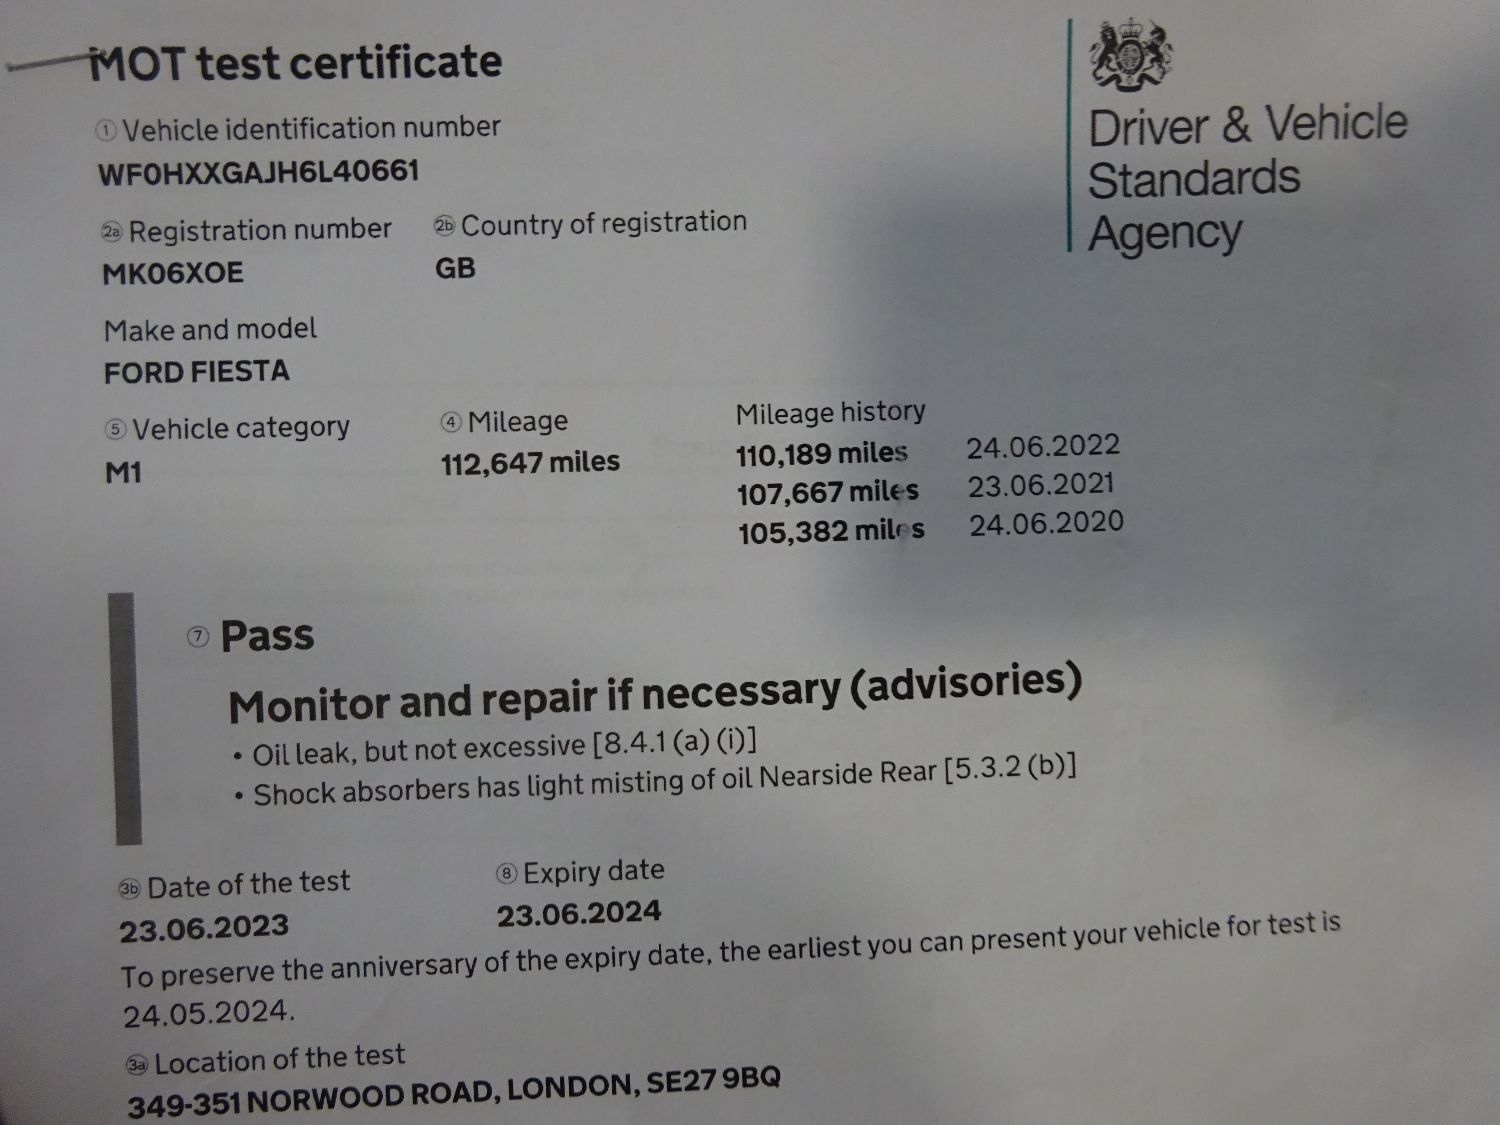 MOT test certificate
Driver & Vehicle
Standards
Agency
1 Vehicle identification number
WF0HXXGAJH6L40661
2a Registration number 2b Country of registration
MK06XOE GB
Make and model
FORD FIESTA
5 Vehicle category 4 Mileage Mileage history
M1 112,647 miles 110,189 miles 24.06.2022
107,667 miles 23.06.2021
105,382 miles 24.06.2020
7 Pass
Monitor and repair if necessary (advisories)
• Oil leak, but not excessive [8.4.1 (a) (i)]
• Shock absorbers has light misting of oil Nearside Rear [5.3.2 (b)]
3b Date of the test 8 Expiry date
23.06.2023 23.06.2024
To preserve the anniversary of the expiry date, the earliest you can present your vehicle for test is
24.05.2024.
3a Location of the test
349-351 NORWOOD ROAD, LONDON, SE27 9BQ